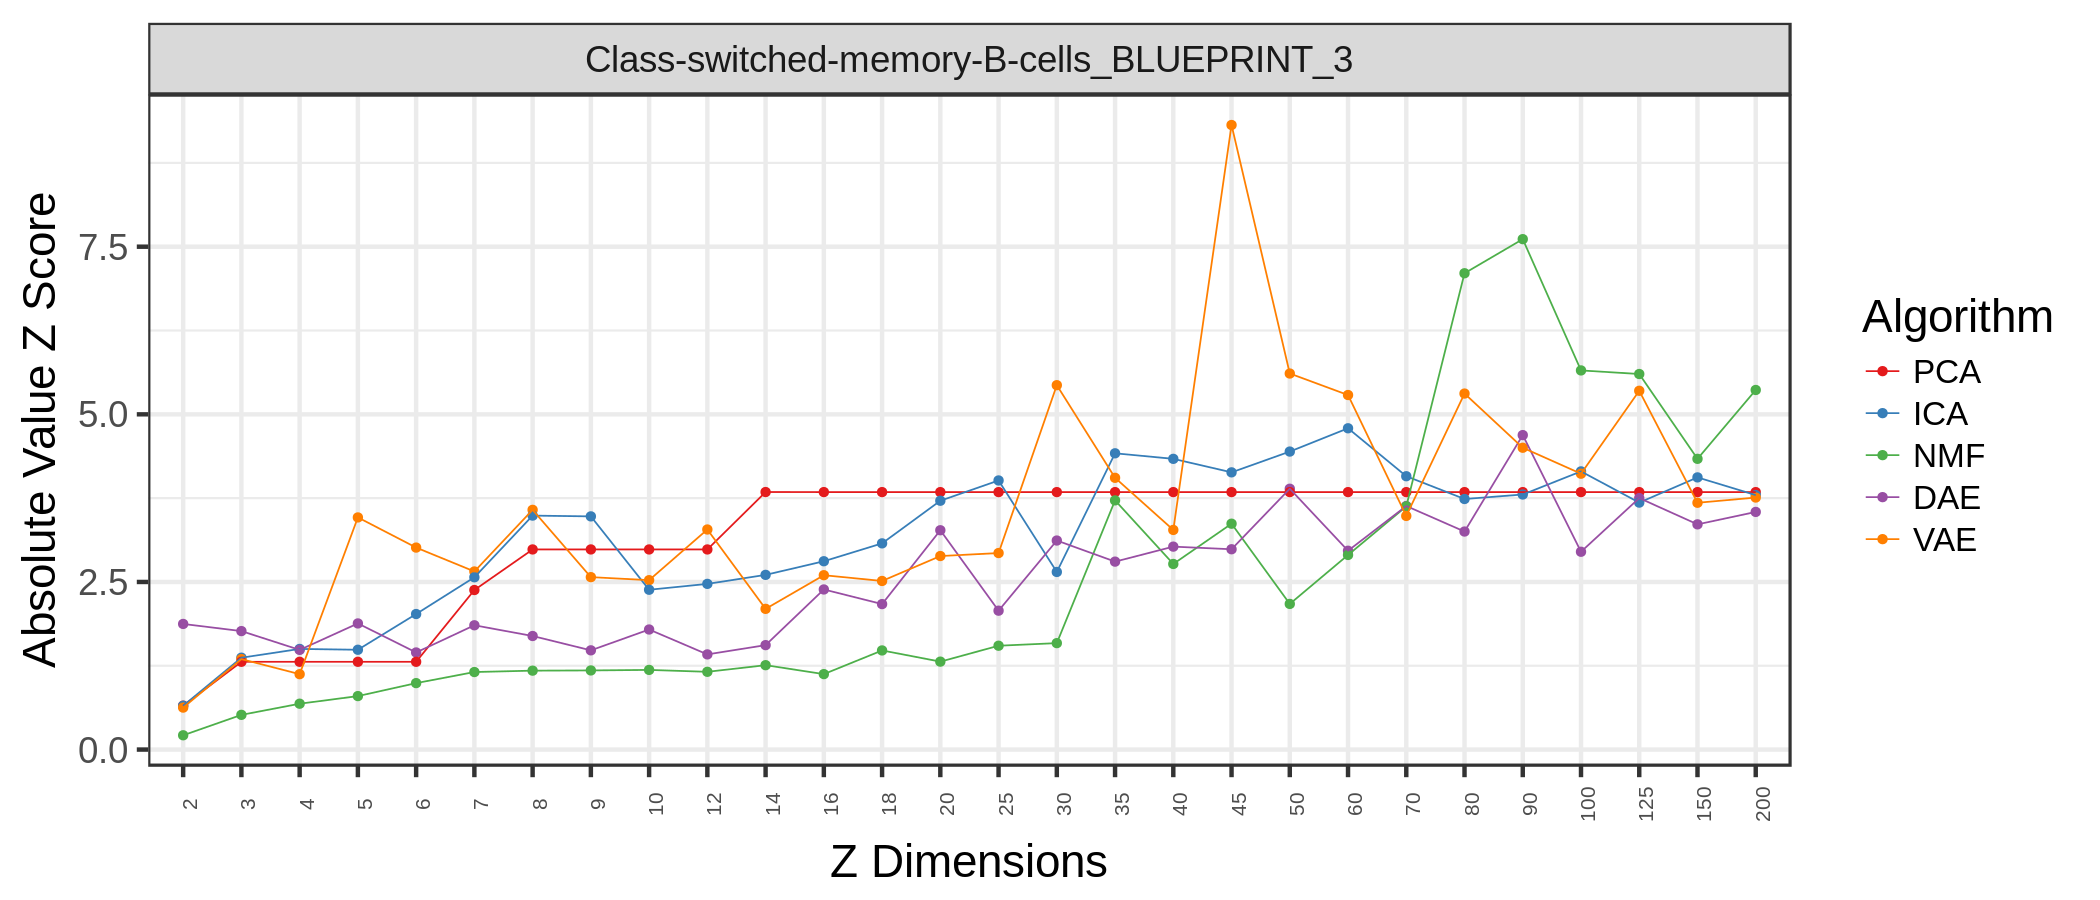 Class-switched-memory-B-cells_BLUEPRINT_3
Absolute Value Z Score
7.5
5.0
2.5
0.0
2 3 4 5 6 7 8 9 10 12 14 16 18 20 25 30 35 40 45 50 60 70 80 90 100 125 150 200
Z Dimensions
Algorithm
PCA
ICA
NMF
DAE
VAE